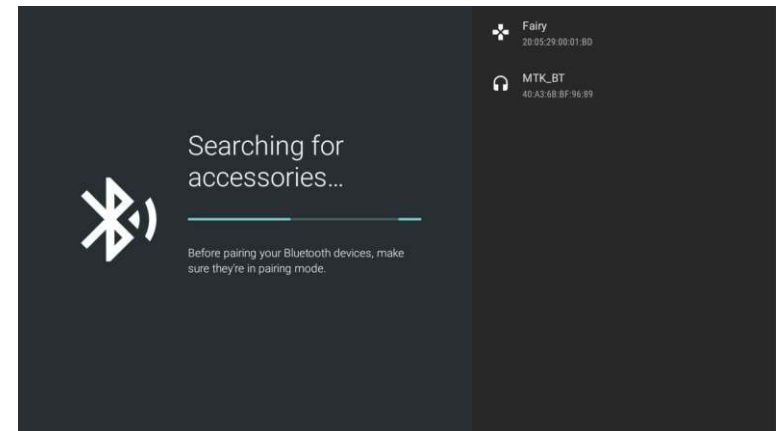 Searching for
accessories...
Before pairing your Bluetooth devices, make
sure they're in pairing mode.
Fairy
20:05:29:00:01:BD
MTK_BT
40:A3:6B:BF:96:89